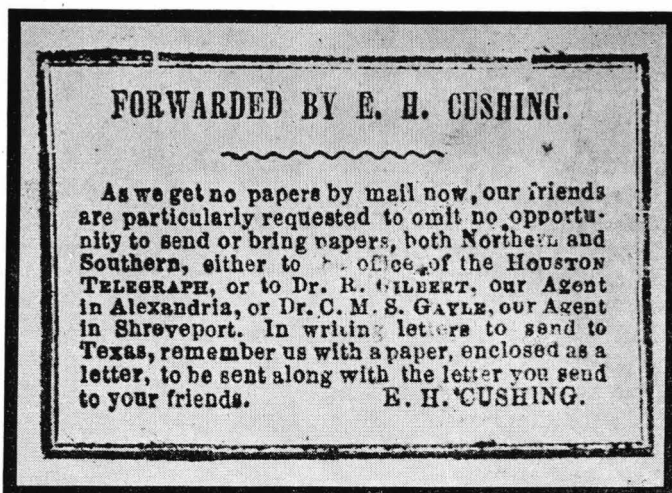 FORWARDED BY E. H. CUSHING.
As we get no papers by mail now, our friends
are particularly requested to omit no opportu-
nity to send or bring papers, both Northern and
Southern, either to he office of the HOUSTON
TELEGRAPH, or to Dr. R. GILBERT, our Agent
in Alexandria, or Dr. C. M. S. GAYLE, our Agent
in Shreveport. In writing letters to send to
Texas, remember us with a paper, enclosed as a
letter, to be sent along with the letter you send
to your friends. E. H. CUSHING.